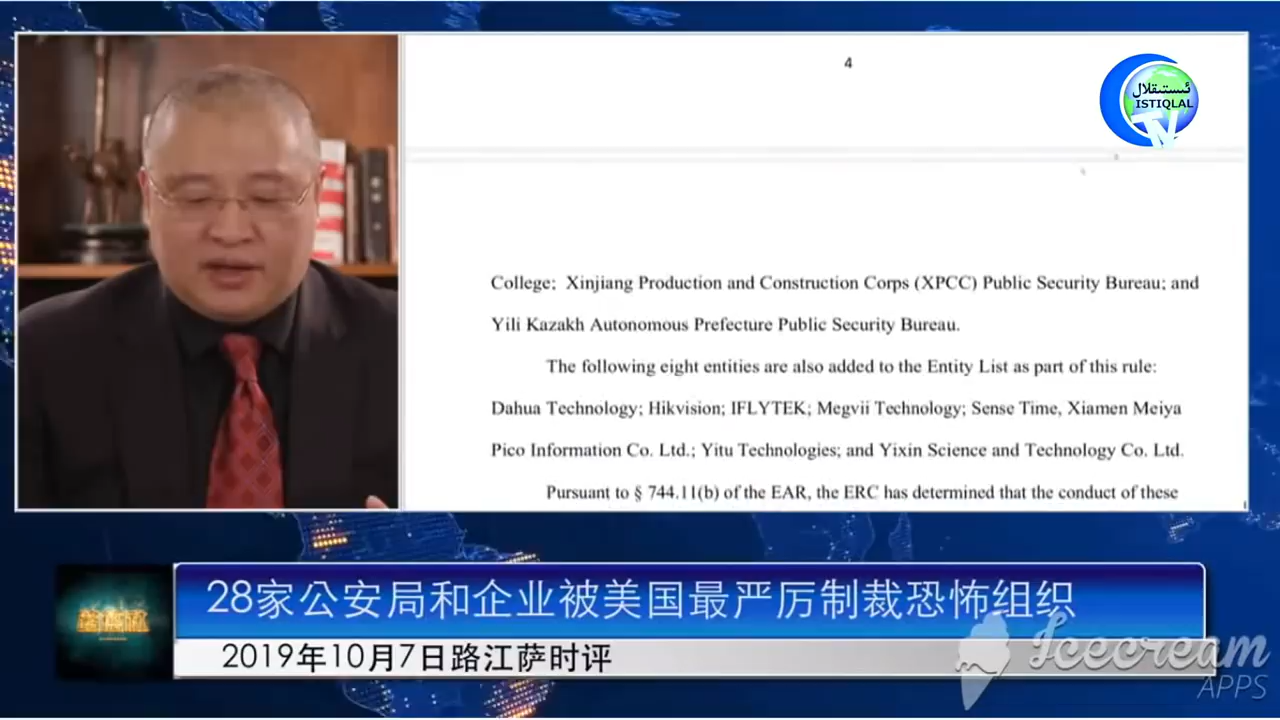 4
ئىستىقلال
ISTIQLAL
TV
College; Xinjiang Production and Construction Corps (XPCC) Public Security Bureau; and
Yili Kazakh Autonomous Prefecture Public Security Bureau.
The following eight entities are also added to the Entity List as part of this rule:
Dahua Technology; Hikvision; IFLYTEK; Megvii Technology; Sense Time, Xiamen Meiya
Pico Information Co. Ltd.; Yitu Technologies; and Yixin Science and Technology Co. Ltd.
Pursuant to § 744.11(b) of the EAR, the ERC has determined that the conduct of these
28家公安局和企业被美国最严厉制裁恐怖组织
2019年10月7日路江萨时评
Icecream
APPS